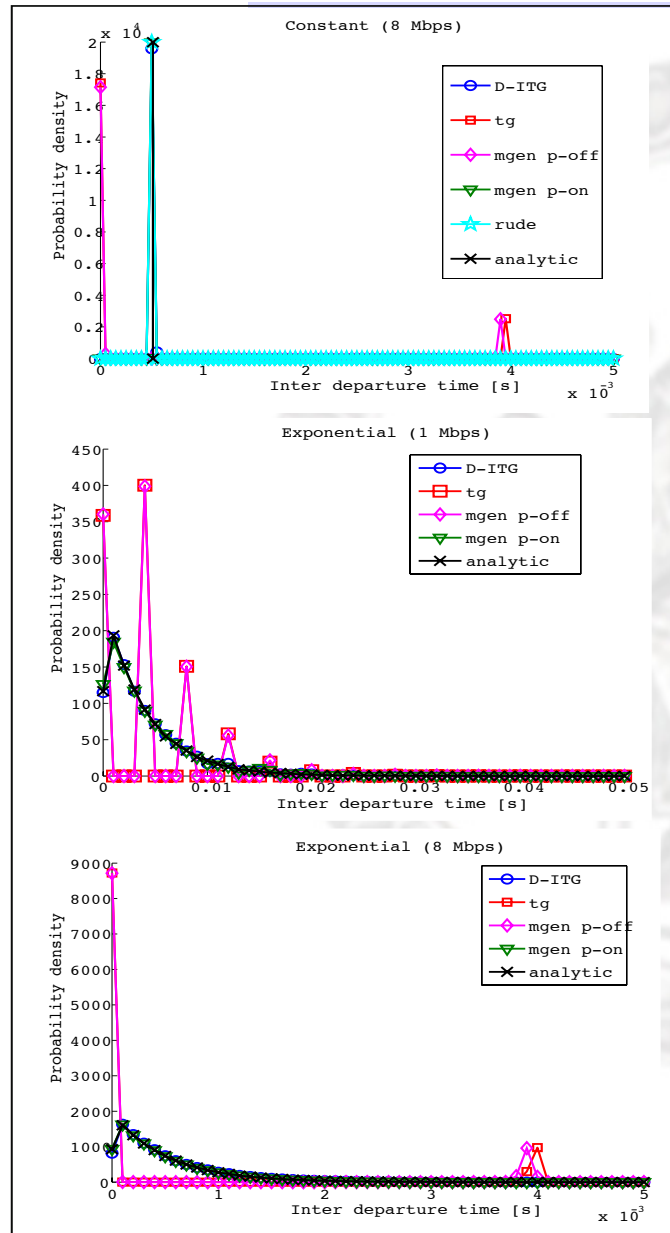 Constant (8 Mbps)
x 10⁴
2
1.8
1.6
1.4
1.2
1
0.8
0.6
0.4
0.2
0
Probability density
D-ITG
tg
mgen p-off
mgen p-on
rude
analytic
0 1 2 3 4 5
Inter departure time [s]
x 10⁻³
Exponential (1 Mbps)
450
400
350
300
250
200
150
100
50
0
Probability density
D-ITG
tg
mgen p-off
mgen p-on
analytic
0 0.01 0.02 0.03 0.04 0.05
Inter departure time [s]
Exponential (8 Mbps)
9000
8000
7000
6000
5000
4000
3000
2000
1000
0
Probability density
D-ITG
tg
mgen p-off
mgen p-on
analytic
0 1 2 3 4 5
Inter departure time [s]
x 10⁻³